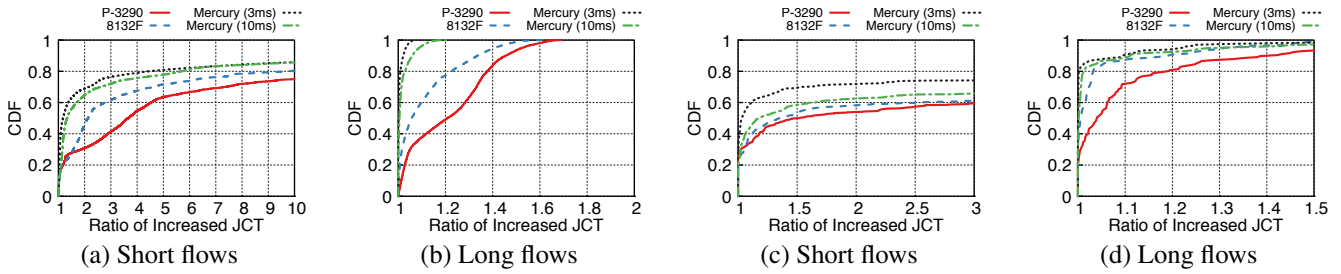 P-3290 Mercury (3ms)
8132F Mercury (10ms)
1
0.8
0.6
0.4
0.2
0
CDF
1 2 3 4 5 6 7 8 9 10
Ratio of Increased JCT
(a) Short flows
P-3290 Mercury (3ms)
8132F Mercury (10ms)
1
0.8
0.6
0.4
0.2
0
CDF
1 1.2 1.4 1.6 1.8 2
Ratio of Increased JCT
(b) Long flows
P-3290 Mercury (3ms)
8132F Mercury (10ms)
1
0.8
0.6
0.4
0.2
0
CDF
1 1.5 2 2.5 3
Ratio of Increased JCT
(c) Short flows
P-3290 Mercury (3ms)
8132F Mercury (10ms)
1
0.8
0.6
0.4
0.2
0
CDF
1 1.1 1.2 1.3 1.4 1.5
Ratio of Increased JCT
(d) Long flows